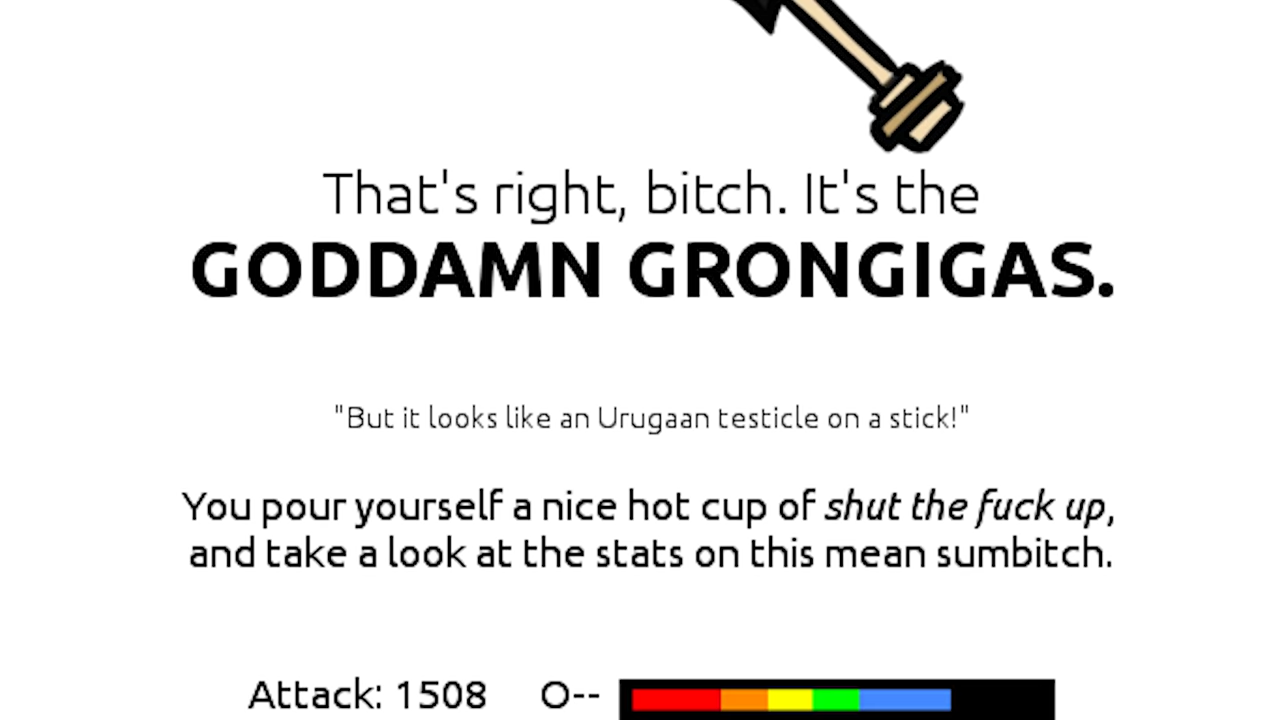 That's right, bitch. It's the
GODDAMN GRONGIGAS.
"But it looks like an Urugaan testicle on a stick!"
You pour yourself a nice hot cup of shut the fuck up,
and take a look at the stats on this mean sumbitch.
Attack: 1508 O--